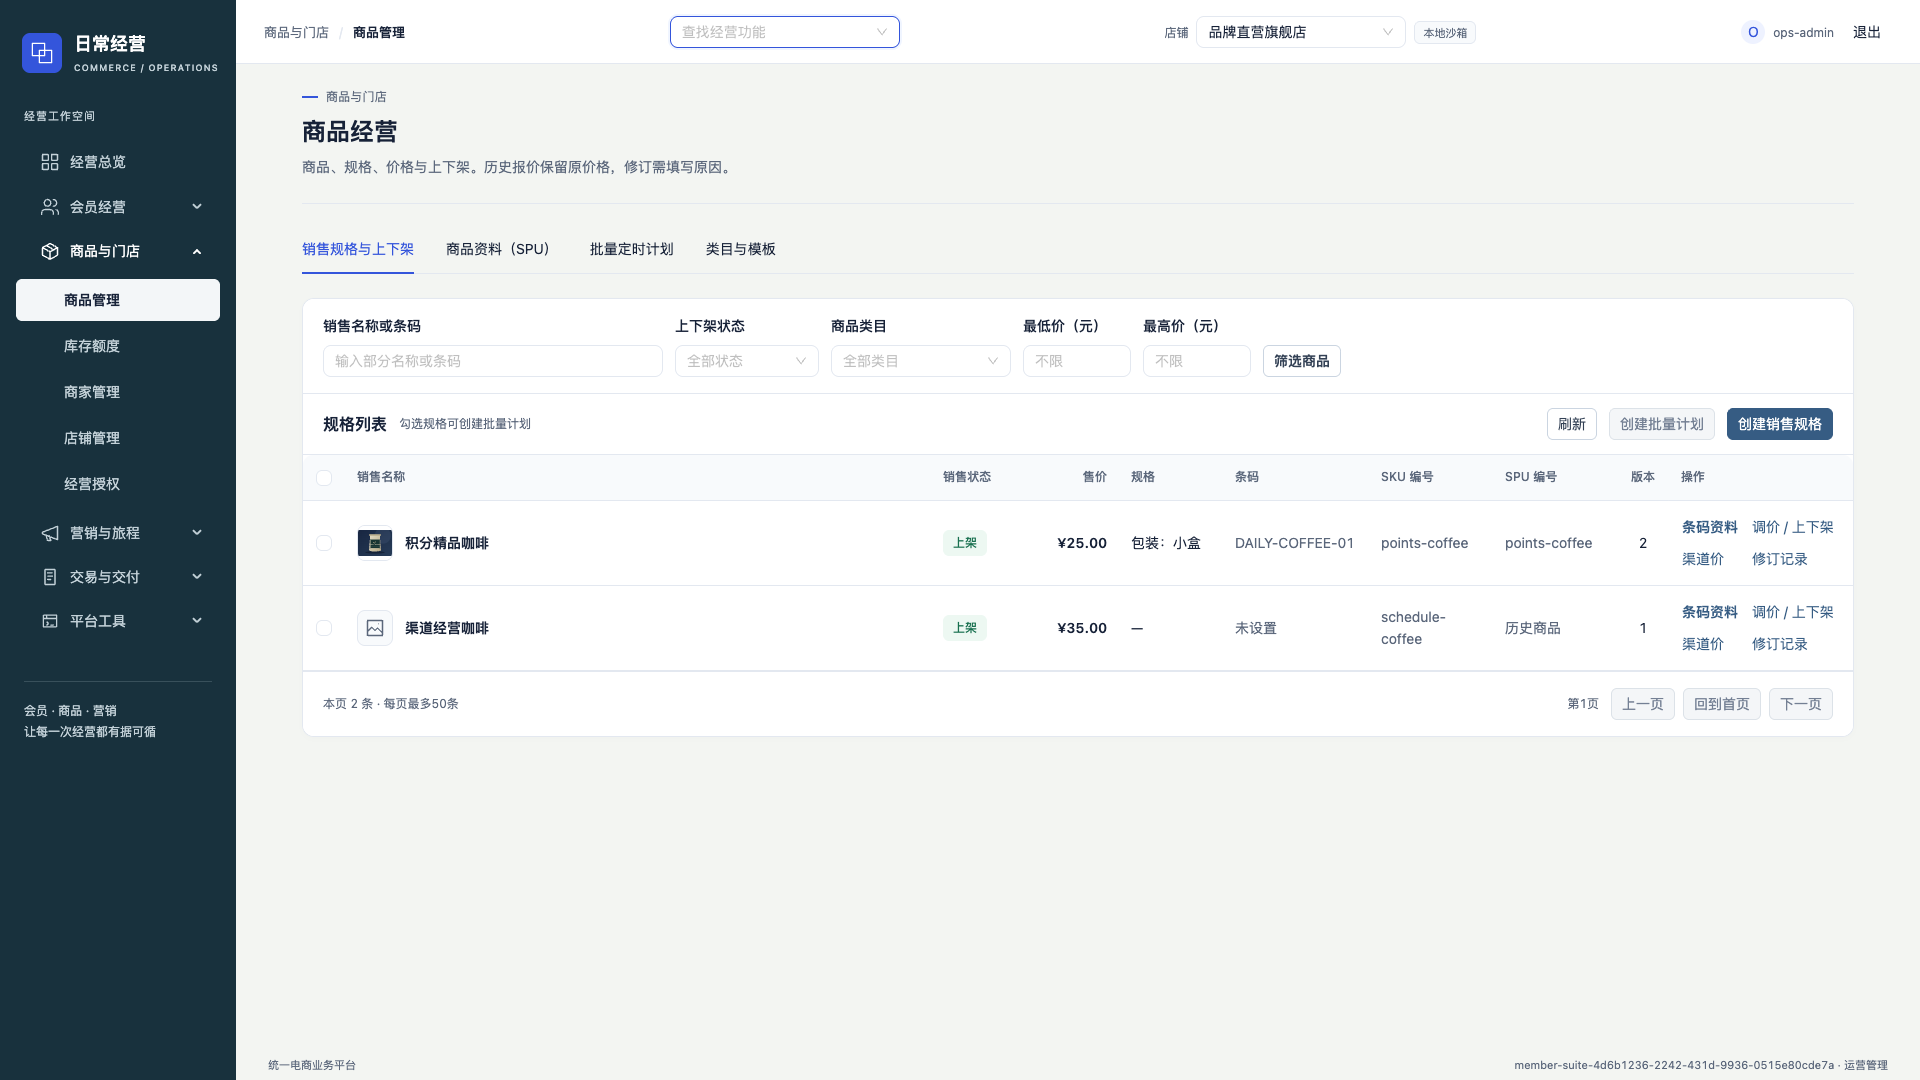 日常经营
COMMERCE / OPERATIONS
经营工作空间
经营总览
会员经营
商品与门店
商品管理
库存额度
商家管理
店铺管理
经营授权
营销与旅程
交易与交付
平台工具
会员 · 商品 · 营销
让每一次经营都有据可循
商品与门店 / 商品管理
查找经营功能
店铺 品牌直营旗舰店 本地沙箱
O ops-admin 退出
商品与门店
商品经营
商品、规格、价格与上下架。历史报价保留原价格，修订需填写原因。
销售规格与上下架 商品资料（SPU） 批量定时计划 类目与模板
销售名称或条码 上下架状态 商品类目 最低价（元） 最高价（元）
输入部分名称或条码 全部状态 全部类目 不限 不限 筛选商品
规格列表 勾选规格可创建批量计划 刷新 创建批量计划 创建销售规格
销售名称 销售状态 售价 规格 条码 SKU 编号 SPU 编号 版本 操作
积分精品咖啡 上架 ¥25.00 包装：小盒 DAILY-COFFEE-01 points-coffee points-coffee 2 条码资料 调价 / 上下架
渠道价 修订记录
渠道经营咖啡 上架 ¥35.00 — 未设置 schedule-coffee 历史商品 1 条码资料 调价 / 上下架
渠道价 修订记录
本页 2 条 · 每页最多50条 第1页 上一页 回到首页 下一页
统一电商业务平台 member-suite-4d6b1236-2242-431d-9936-0515e80cde7a · 运营管理